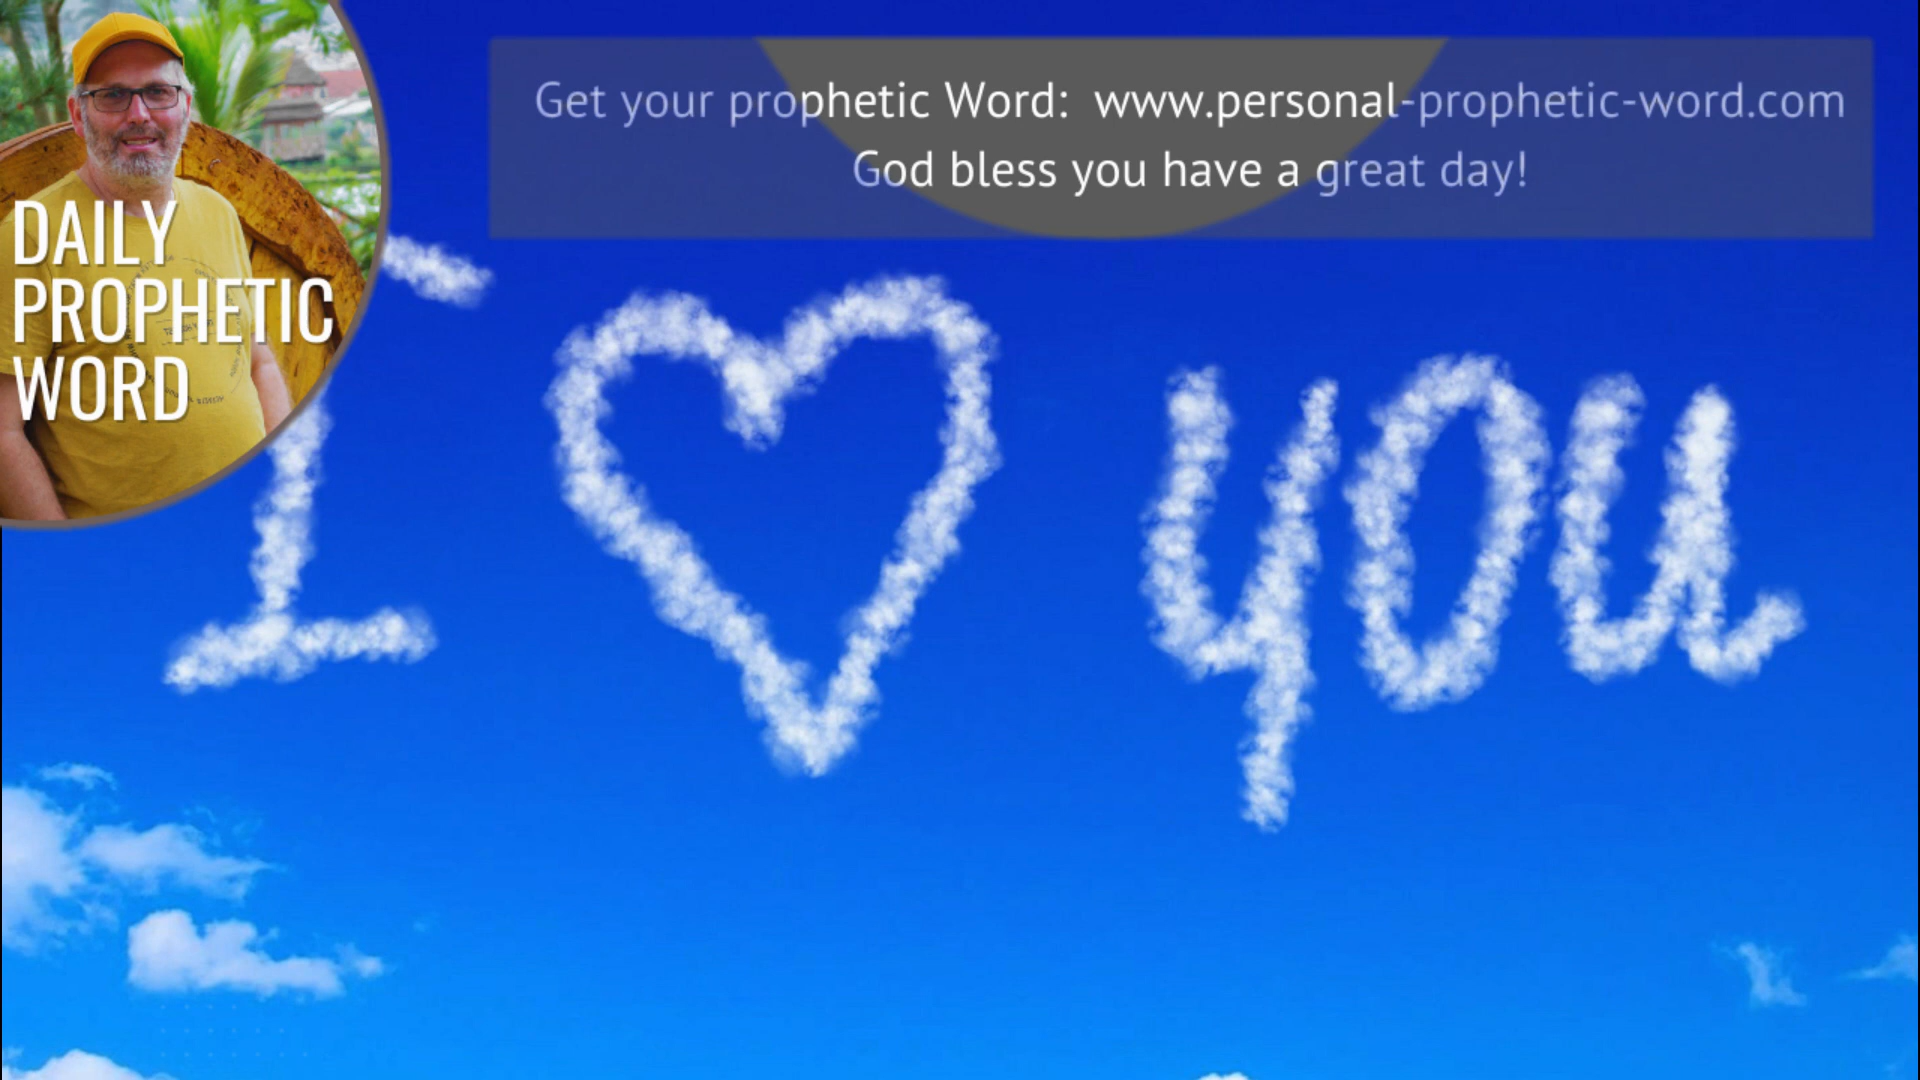 DAILY
PROPHETIC
WORD
Get your prophetic Word: www.personal-prophetic-word.com
God bless you have a great day!
I you